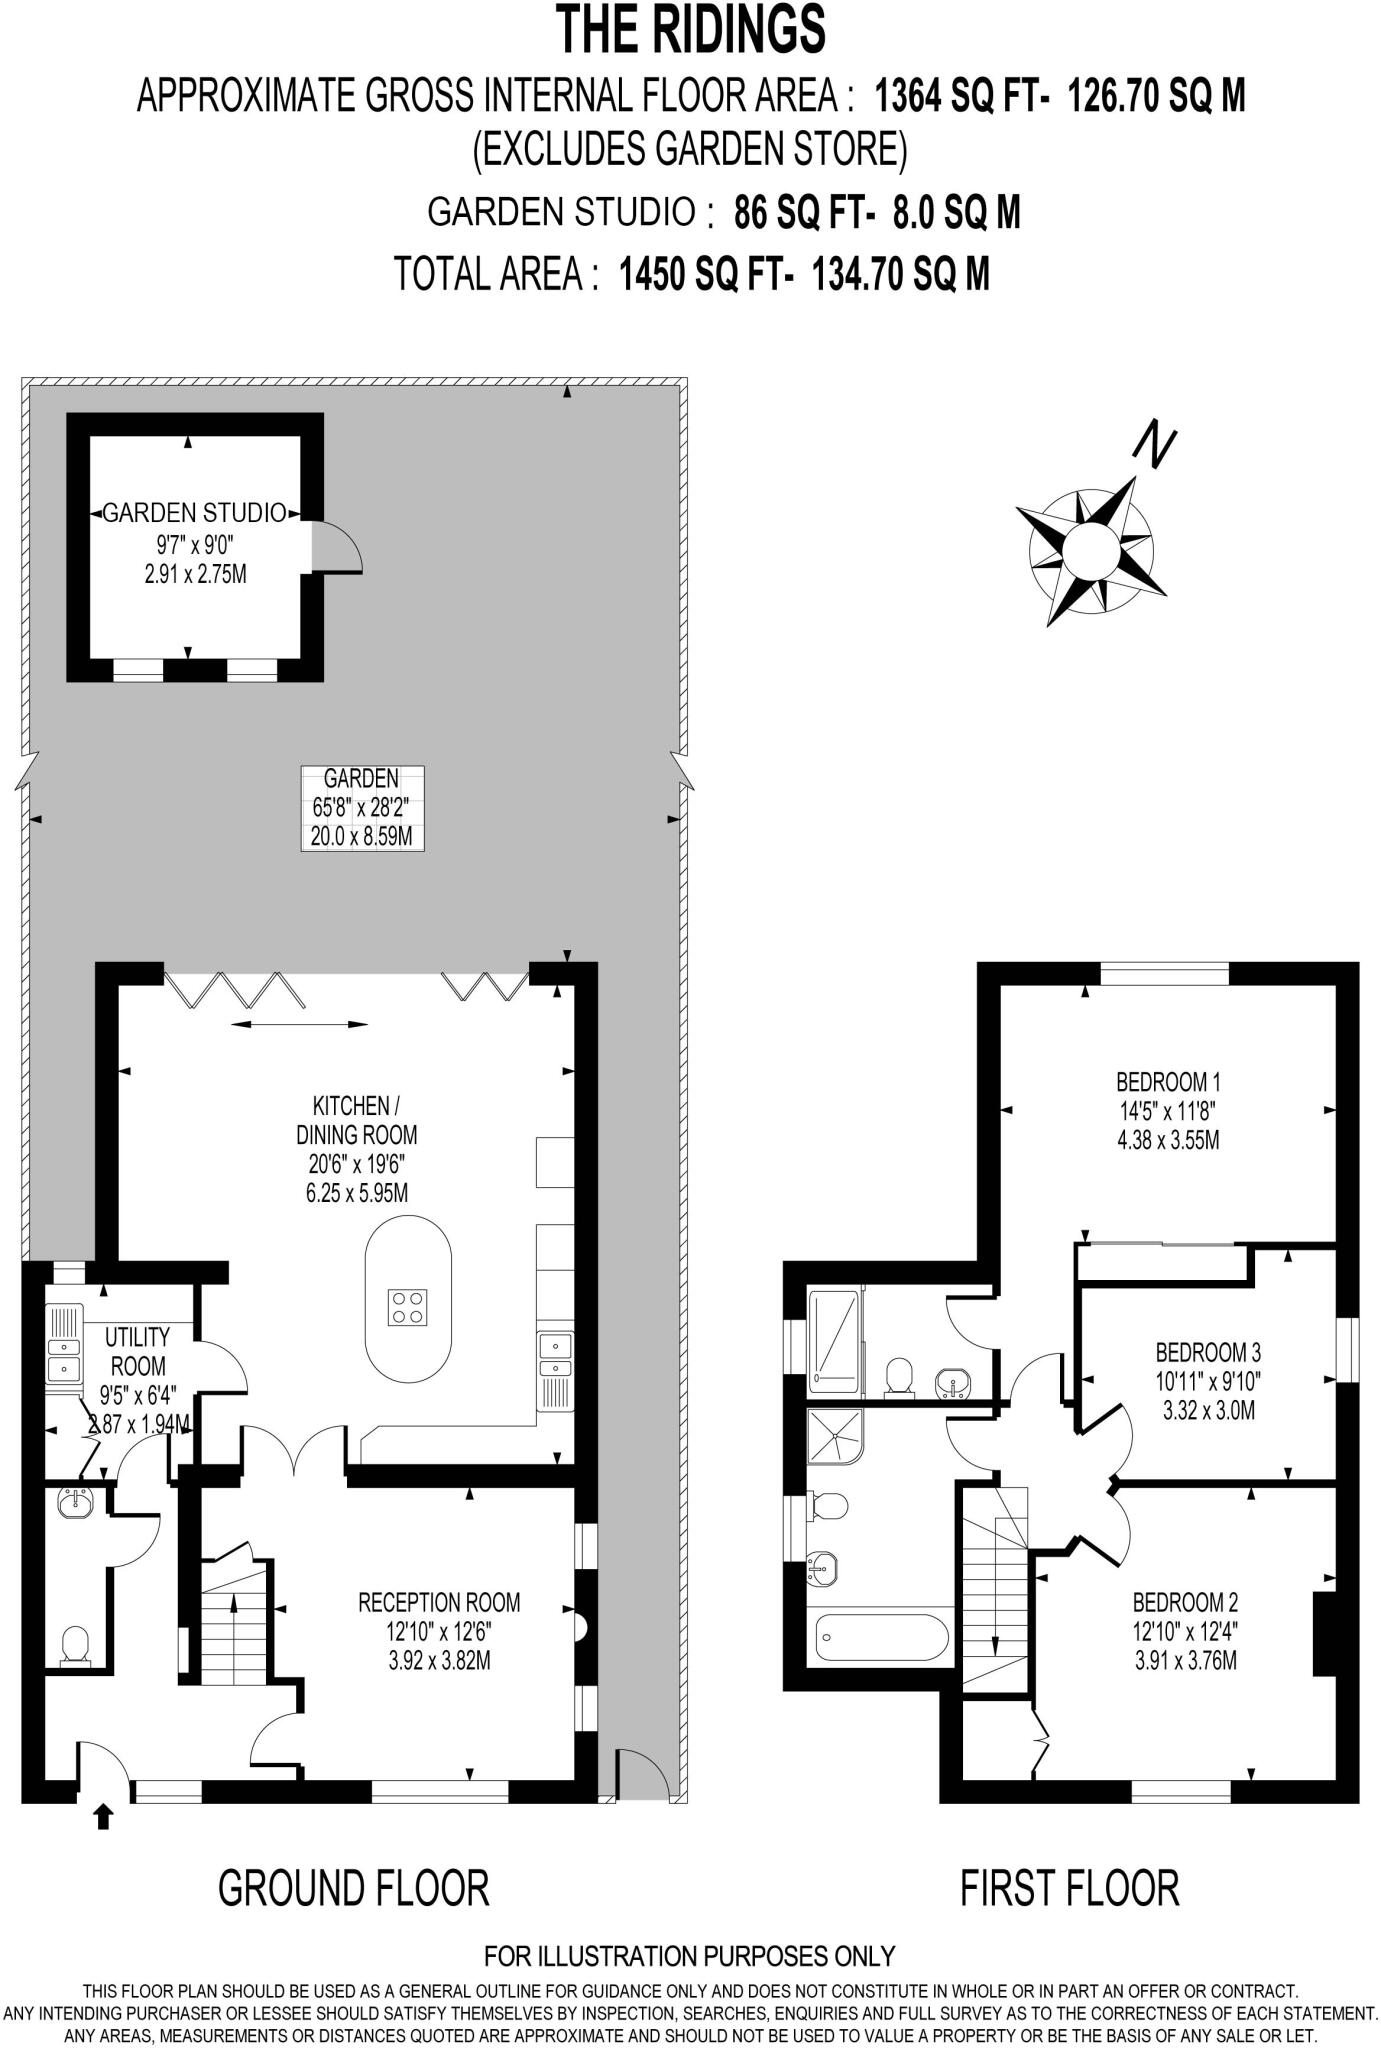 THE RIDINGS
APPROXIMATE GROSS INTERNAL FLOOR AREA : 1364 SQ FT- 126.70 SQ M
(EXCLUDES GARDEN STORE)
GARDEN STUDIO : 86 SQ FT- 8.0 SQ M
TOTAL AREA : 1450 SQ FT- 134.70 SQ M
N
GARDEN STUDIO
9'7" x 9'0"
2.91 x 2.75M
GARDEN
65'8" x 28'2"
20.0 x 8.59M
KITCHEN /
DINING ROOM
20'6" x 19'6"
6.25 x 5.95M
UTILITY
ROOM
9'5" x 6'4"
2.87 x 1.94M
RECEPTION ROOM
12'10" x 12'6"
3.92 x 3.82M
BEDROOM 1
14'5" x 11'8"
4.38 x 3.55M
BEDROOM 3
10'11" x 9'10"
3.32 x 3.0M
BEDROOM 2
12'10" x 12'4"
3.91 x 3.76M
GROUND FLOOR
FIRST FLOOR
FOR ILLUSTRATION PURPOSES ONLY
THIS FLOOR PLAN SHOULD BE USED AS A GENERAL OUTLINE FOR GUIDANCE ONLY AND DOES NOT CONSTITUTE IN WHOLE OR IN PART AN OFFER OR CONTRACT.
ANY INTENDING PURCHASER OR LESSEE SHOULD SATISFY THEMSELVES BY INSPECTION, SEARCHES, ENQUIRIES AND FULL SURVEY AS TO THE CORRECTNESS OF EACH STATEMENT.
ANY AREAS, MEASUREMENTS OR DISTANCES QUOTED ARE APPROXIMATE AND SHOULD NOT BE USED TO VALUE A PROPERTY OR BE THE BASIS OF ANY SALE OR LET.